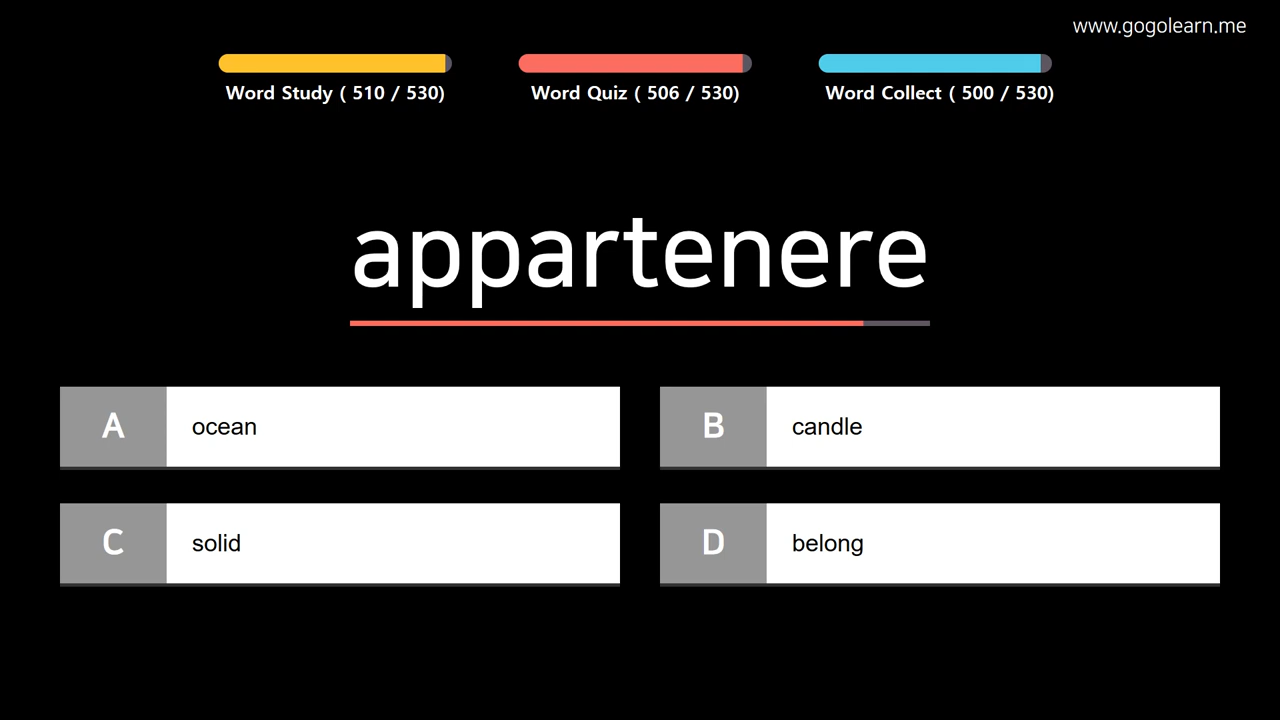 www.gogolearn.me
Word Study ( 510 / 530)
Word Quiz ( 506 / 530)
Word Collect ( 500 / 530)
appartenere
A ocean
B candle
C solid
D belong